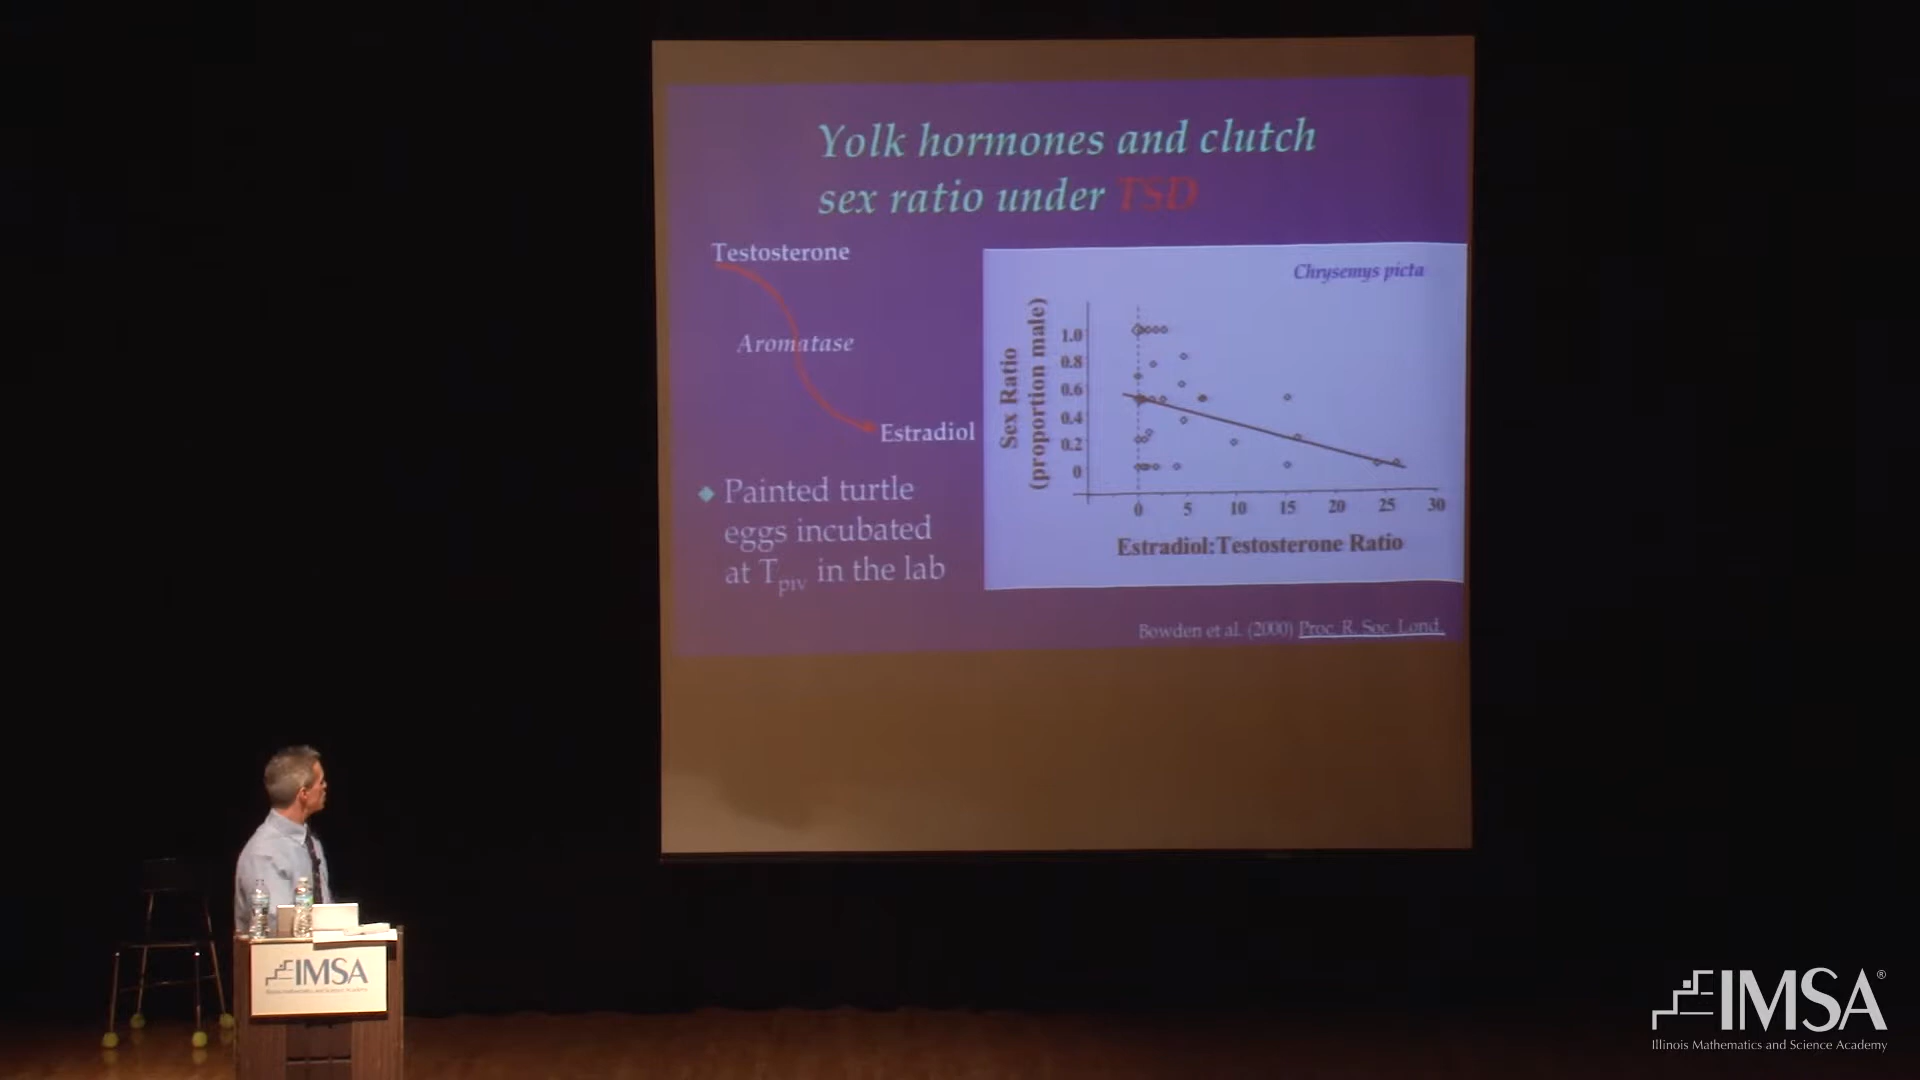 Yolk hormones and clutch
sex ratio under TSD
Testosterone
Aromatase
Estradiol
◆ Painted turtle
eggs incubated
at Tpiv in the lab
Chrysemys picta
Sex Ratio
(proportion male)
1.0
0.8
0.6
0.4
0.2
0
0 5 10 15 20 25 30
Estradiol:Testosterone Ratio
Bowden et al. (2000) Proc. R. Soc. Lond.
IMSA
IMSA®
Illinois Mathematics and Science Academy